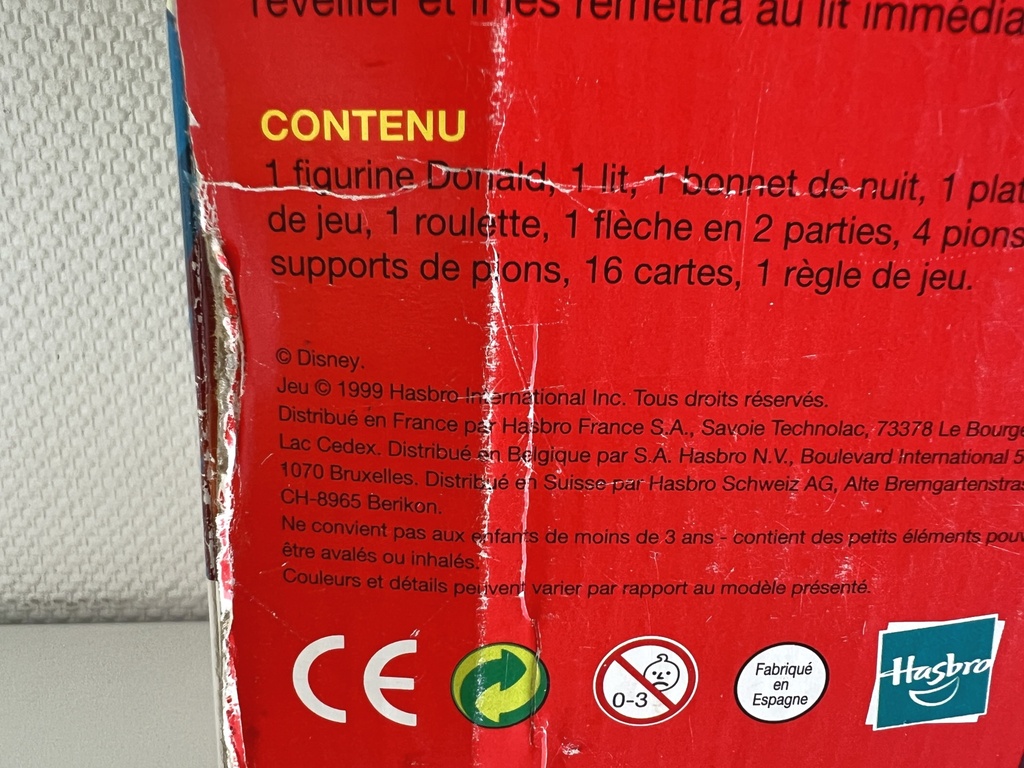 réveiller et il les remettra au lit immédia
CONTENU
1 figurine Donald, 1 lit, 1 bonnet de nuit, 1 plat
de jeu, 1 roulette, 1 flèche en 2 parties, 4 pions
supports de pions, 16 cartes, 1 règle de jeu.
© Disney.
Jeu © 1999 Hasbro International Inc. Tous droits réservés.
Distribué en France par Hasbro France S.A., Savoie Technolac, 73378 Le Bourge
Lac Cedex. Distribué en Belgique par S.A. Hasbro N.V., Boulevard International 5
1070 Bruxelles. Distribué en Suisse par Hasbro Schweiz AG, Alte Bremgartenstras
CH-8965 Berikon.
Ne convient pas aux enfants de moins de 3 ans - contient des petits éléments pouv
être avalés ou inhalés.
Couleurs et détails peuvent varier par rapport au modèle présenté.
CE
0-3
Fabriqué
en
Espagne
Hasbro